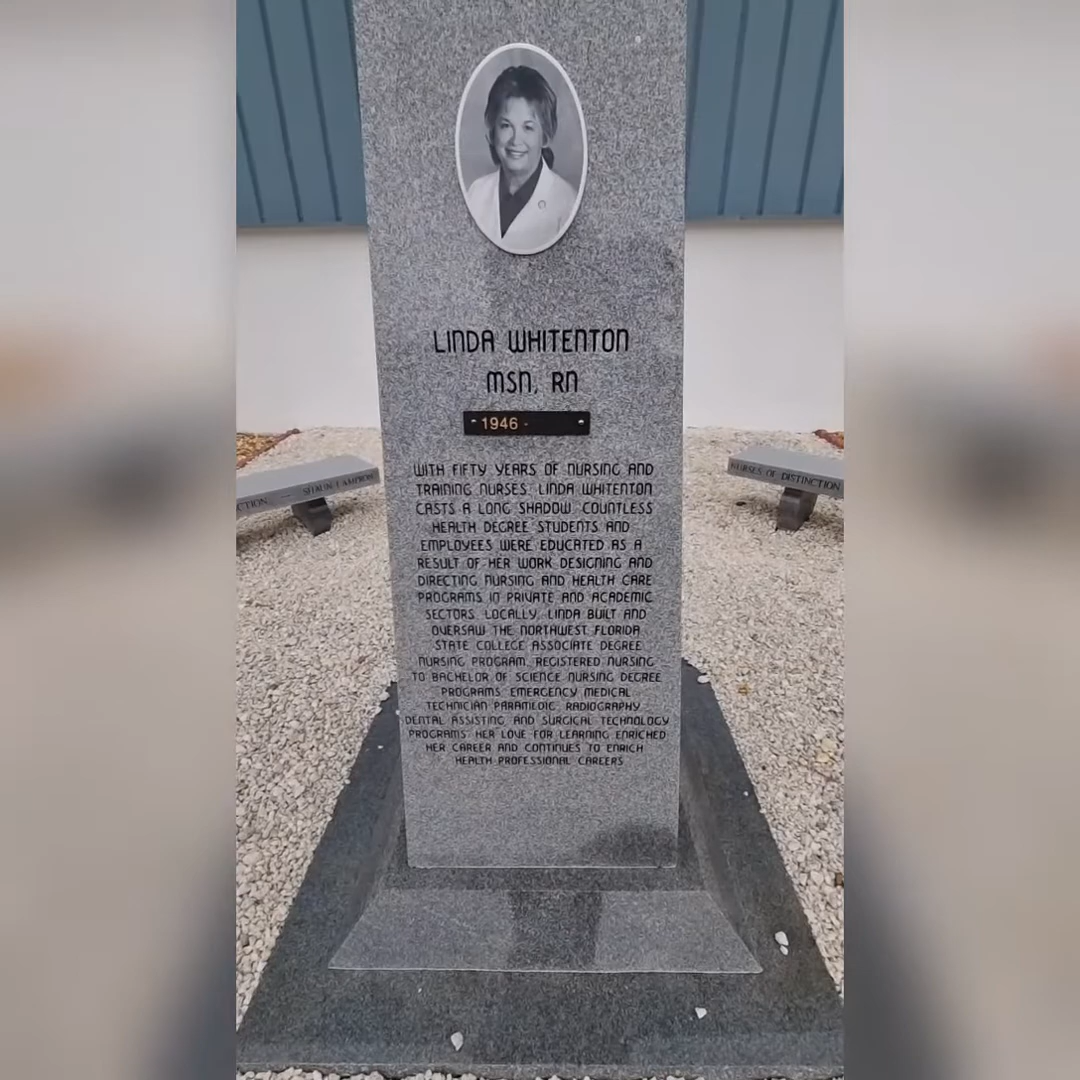 LINDA WHITENTON
MSN, RN
1946 -
WITH FIFTY YEARS OF NURSING AND
TRAINING NURSES, LINDA WHITENTON
CASTS A LONG SHADOW. COUNTLESS
HEALTH DEGREE STUDENTS AND
EMPLOYEES WERE EDUCATED AS A
RESULT OF HER WORK DESIGNING AND
DIRECTING NURSING AND HEALTH CARE
PROGRAMS IN PRIVATE AND ACADEMIC
SECTORS. LOCALLY, LINDA BUILT AND
OVERSAW THE NORTHWEST FLORIDA
STATE COLLEGE ASSOCIATE DEGREE
NURSING PROGRAM, REGISTERED NURSING
TO BACHELOR OF SCIENCE NURSING DEGREE
PROGRAMS, EMERGENCY MEDICAL
TECHNICIAN PARAMEDIC, RADIOGRAPHY,
DENTAL ASSISTING AND SURGICAL TECHNOLOGY
PROGRAMS. HER LOVE FOR LEARNING ENRICHED
HER CAREER AND CONTINUES TO ENRICH
HEALTH PROFESSIONAL CAREERS
CTION — SHAUN LAMERON
NURSES OF DISTINCTION